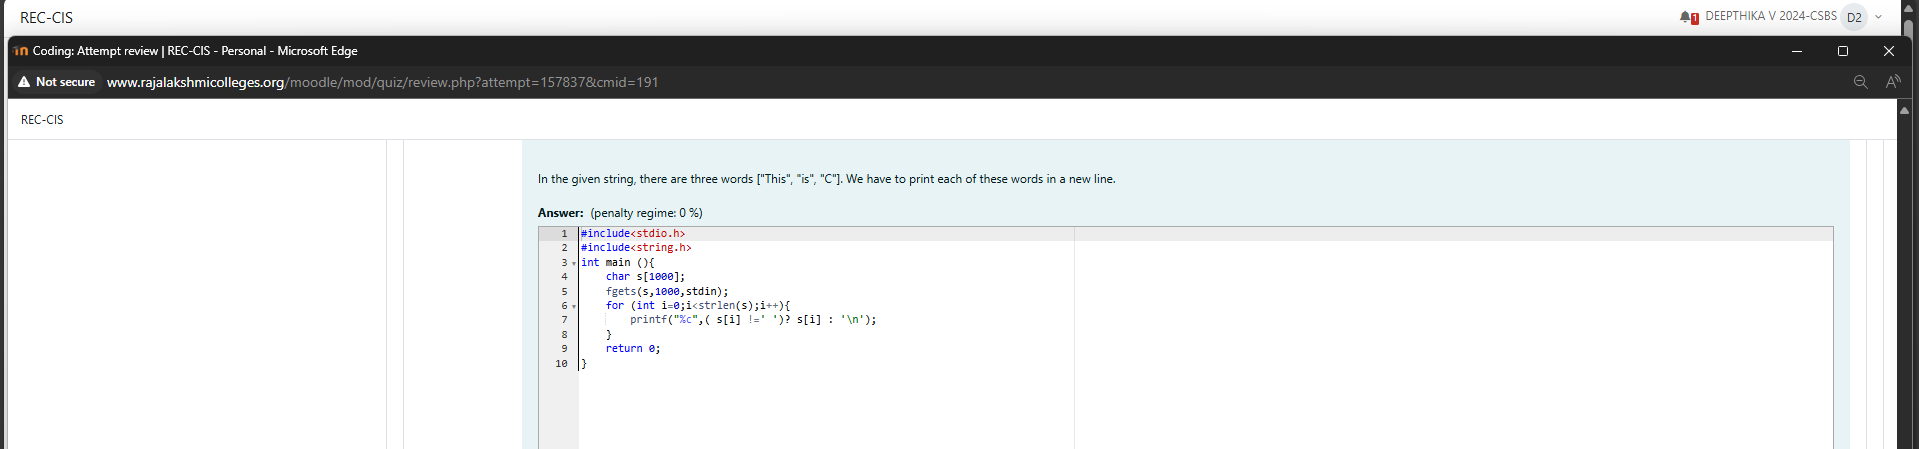 REC-CIS
1 DEEPTHIKA V 2024-CSBS D2
Coding: Attempt review | REC-CIS - Personal - Microsoft Edge
Not secure www.rajalakshmicolleges.org/moodle/mod/quiz/review.php?attempt=157837&cmid=191
REC-CIS
In the given string, there are three words ["This", "is", "C"]. We have to print each of these words in a new line.
Answer: (penalty regime: 0 %)
1 #include<stdio.h>
2 #include<string.h>
3 int main (){
4 char s[1000];
5 fgets(s,1000,stdin);
6 for (int i=0;i<strlen(s);i++){
7 printf("%c",( s[i] !=' ')? s[i] : '\n');
8 }
9 return 0;
10 }